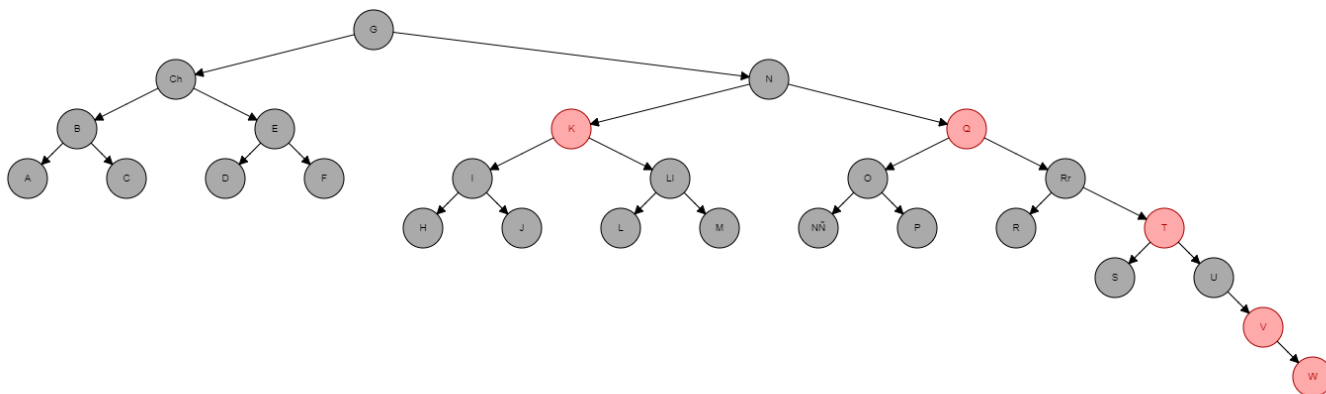 G
Ch N
B E K Q
A C D F I Ll O Rr
H J L M NÑ P R T
S U
V
W